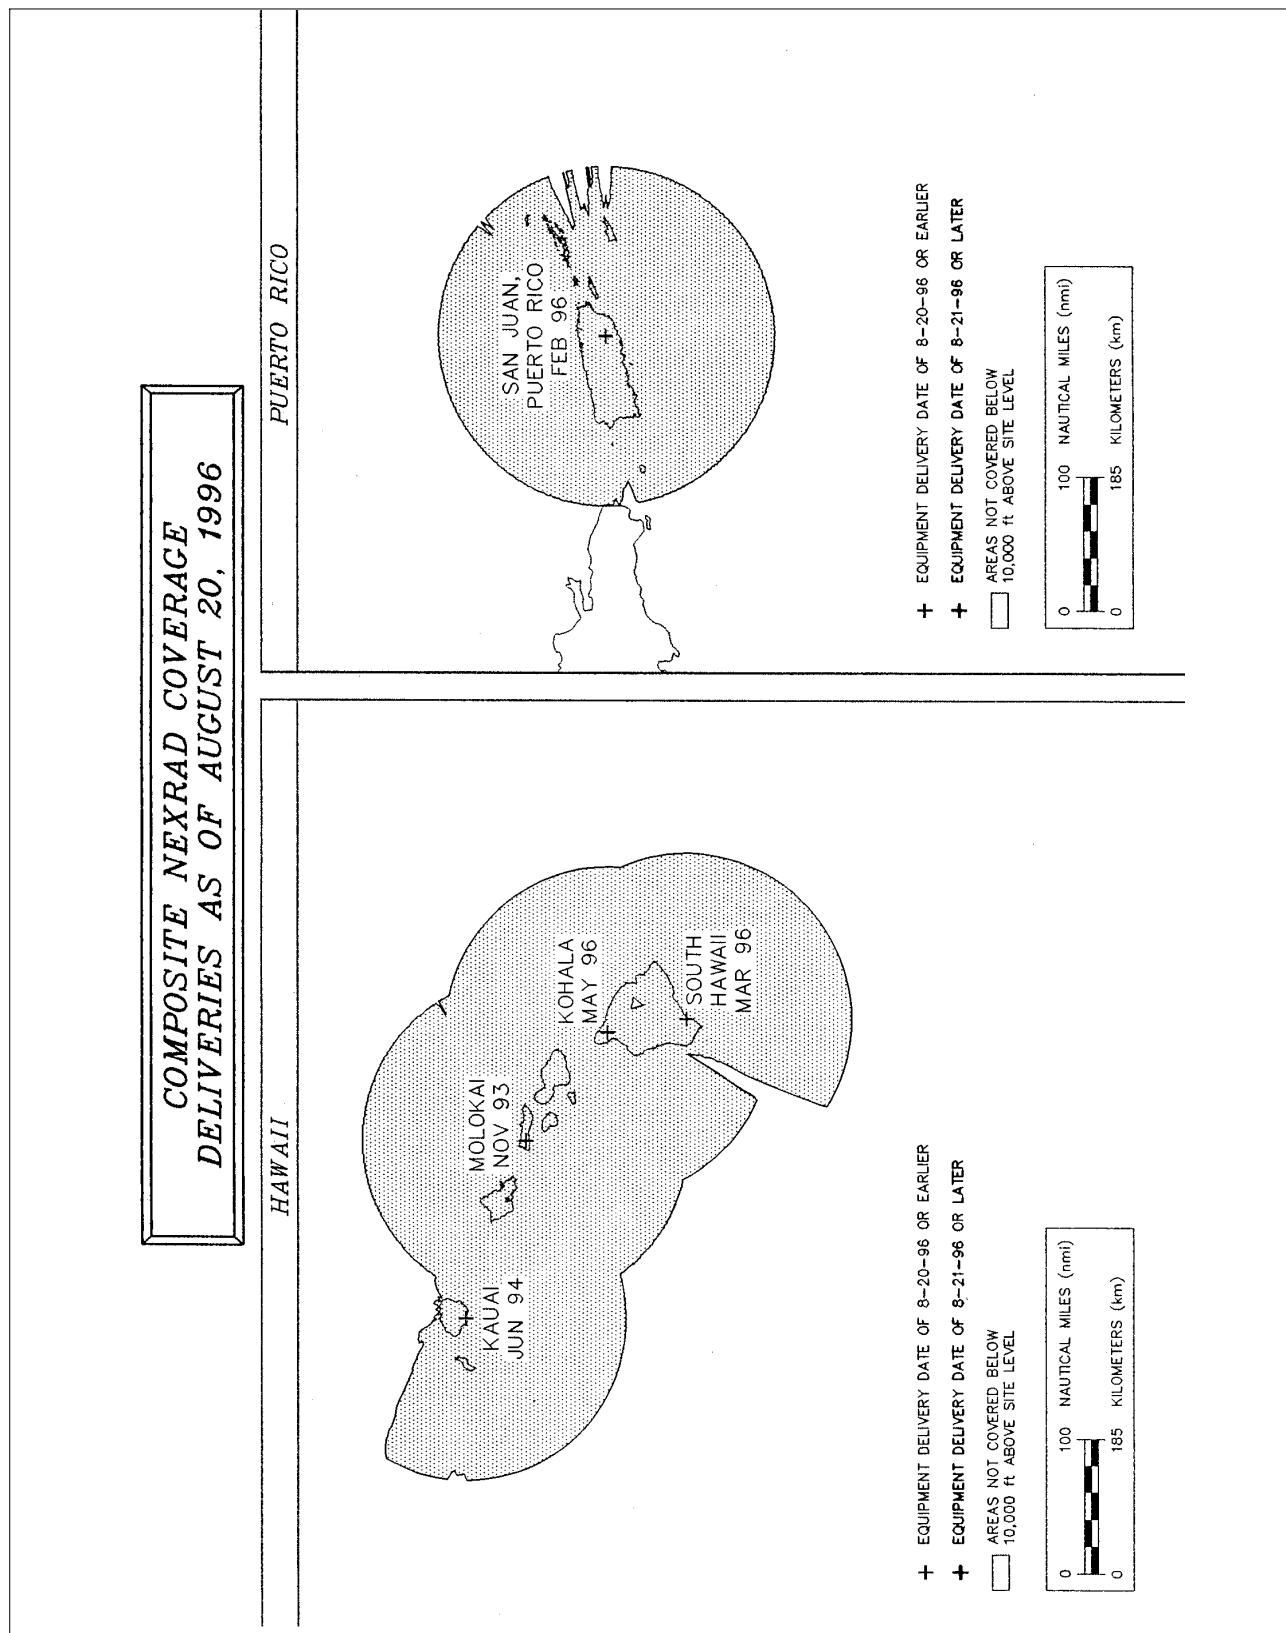 COMPOSITE NEXRAD COVERAGE
DELIVERIES AS OF AUGUST 20, 1996
HAWAII
KAUAI
JUN 94
MOLOKAI
NOV 93
KOHALA
MAY 96
SOUTH
HAWAII
MAR 96
+ EQUIPMENT DELIVERY DATE OF 8-20-96 OR EARLIER
+ EQUIPMENT DELIVERY DATE OF 8-21-96 OR LATER
AREAS NOT COVERED BELOW
10,000 ft ABOVE SITE LEVEL
0 100 NAUTICAL MILES (nmi)
0 185 KILOMETERS (km)
PUERTO RICO
SAN JUAN,
PUERTO RICO
FEB 96
+ EQUIPMENT DELIVERY DATE OF 8-20-96 OR EARLIER
+ EQUIPMENT DELIVERY DATE OF 8-21-96 OR LATER
AREAS NOT COVERED BELOW
10,000 ft ABOVE SITE LEVEL
0 100 NAUTICAL MILES (nmi)
0 185 KILOMETERS (km)